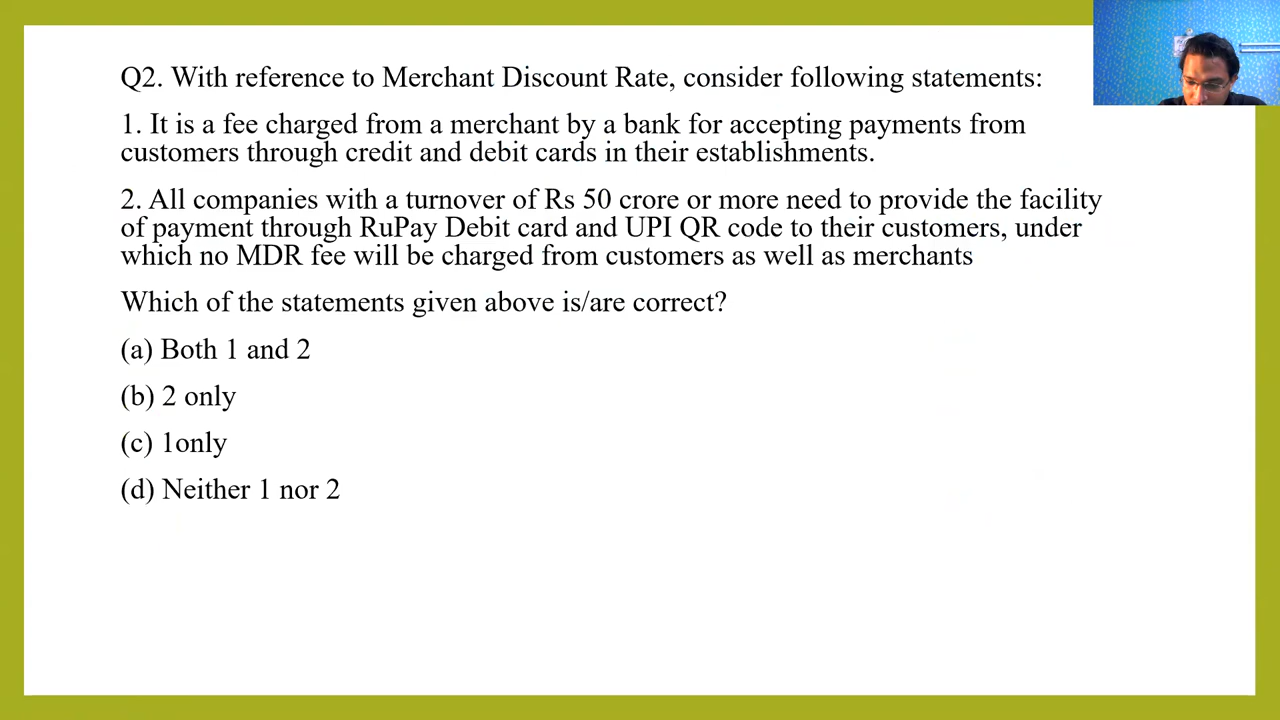 Q2. With reference to Merchant Discount Rate, consider following statements:
1. It is a fee charged from a merchant by a bank for accepting payments from
customers through credit and debit cards in their establishments.
2. All companies with a turnover of Rs 50 crore or more need to provide the facility
of payment through RuPay Debit card and UPI QR code to their customers, under
which no MDR fee will be charged from customers as well as merchants
Which of the statements given above is/are correct?
(a) Both 1 and 2
(b) 2 only
(c) 1only
(d) Neither 1 nor 2